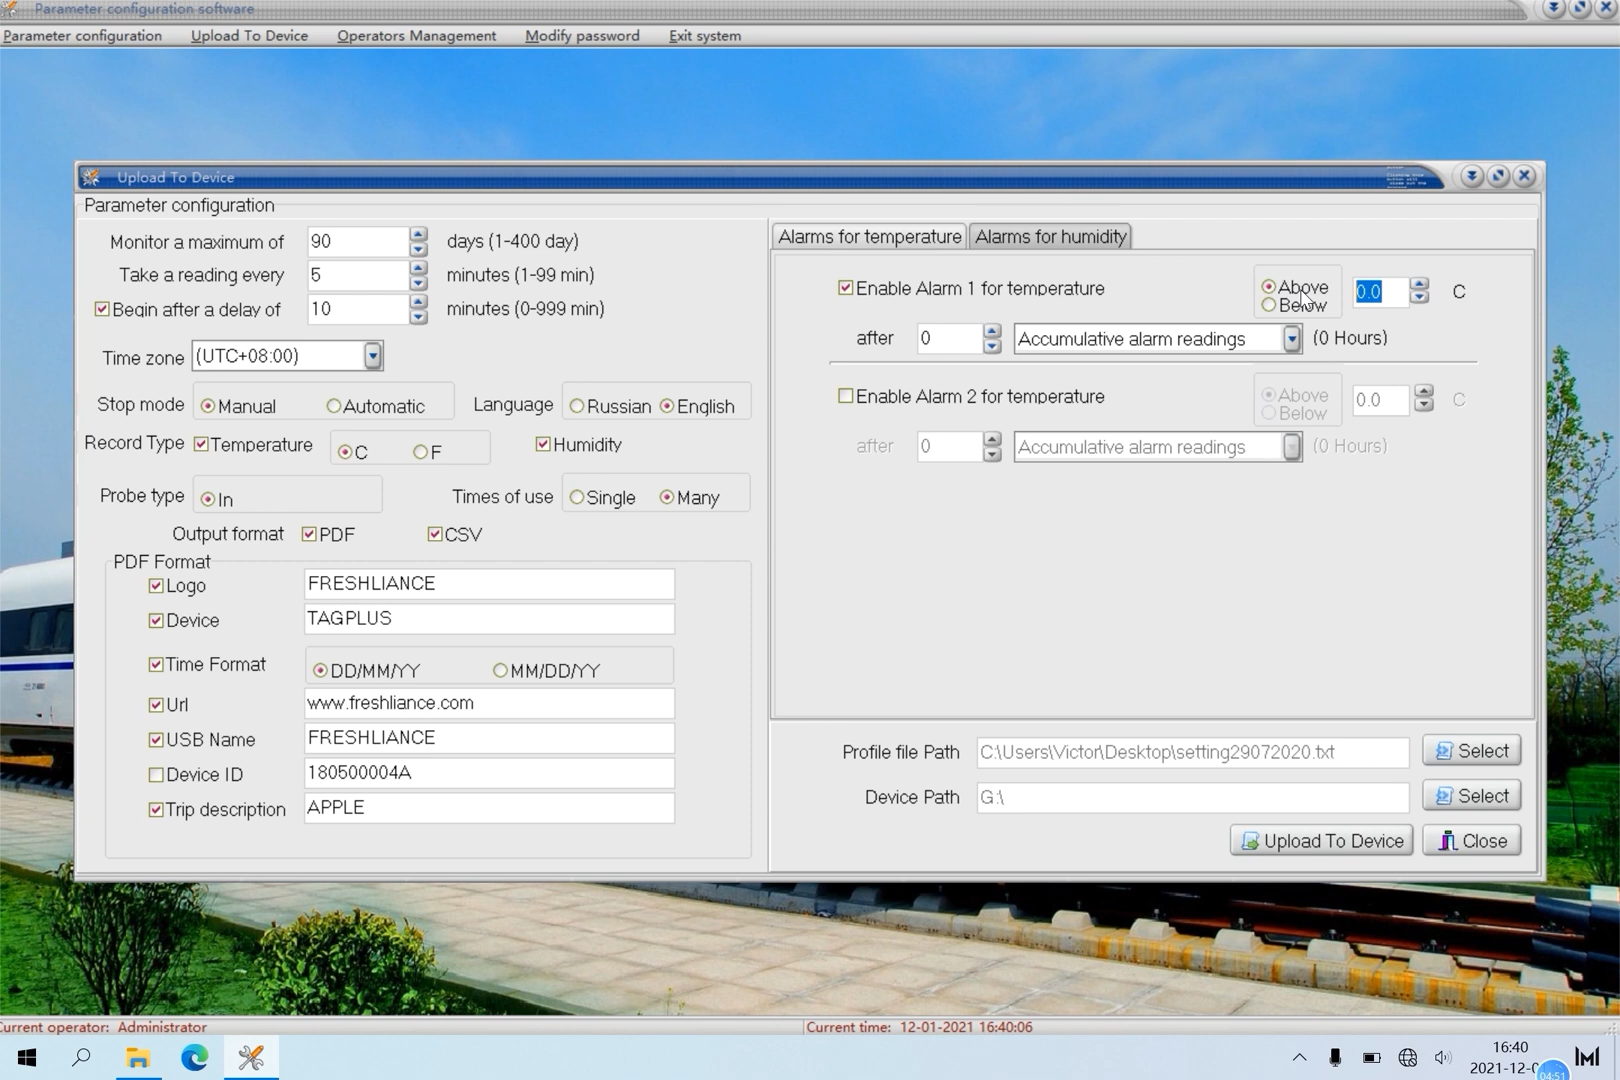 Parameter configuration software
Parameter configuration Upload To Device Operators Management Modify password Exit system
Upload To Device
Parameter configuration
Monitor a maximum of 90 days (1-400 day)
Take a reading every 5 minutes (1-99 min)
Begin after a delay of 10 minutes (0-999 min)
Time zone (UTC+08:00)
Stop mode Manual Automatic Language Russian English
Record Type Temperature C F Humidity
Probe type In Times of use Single Many
Output format PDF CSV
PDF Format
Logo FRESHLIANCE
Device TAGPLUS
Time Format DD/MM/YY MM/DD/YY
Url www.freshliance.com
USB Name FRESHLIANCE
Device ID 180500004A
Trip description APPLE
Alarms for temperature Alarms for humidity
Enable Alarm 1 for temperature Above 0.0 C
Below
after 0 Accumulative alarm readings (0 Hours)
Enable Alarm 2 for temperature Above 0.0 C
Below
after 0 Accumulative alarm readings (0 Hours)
Profile file Path C:\Users\Victor\Desktop\setting29072020.txt Select
Device Path G:\ Select
Upload To Device Close
Current operator: Administrator Current time: 12-01-2021 16:40:06
16:40
2021-12-0
04:51